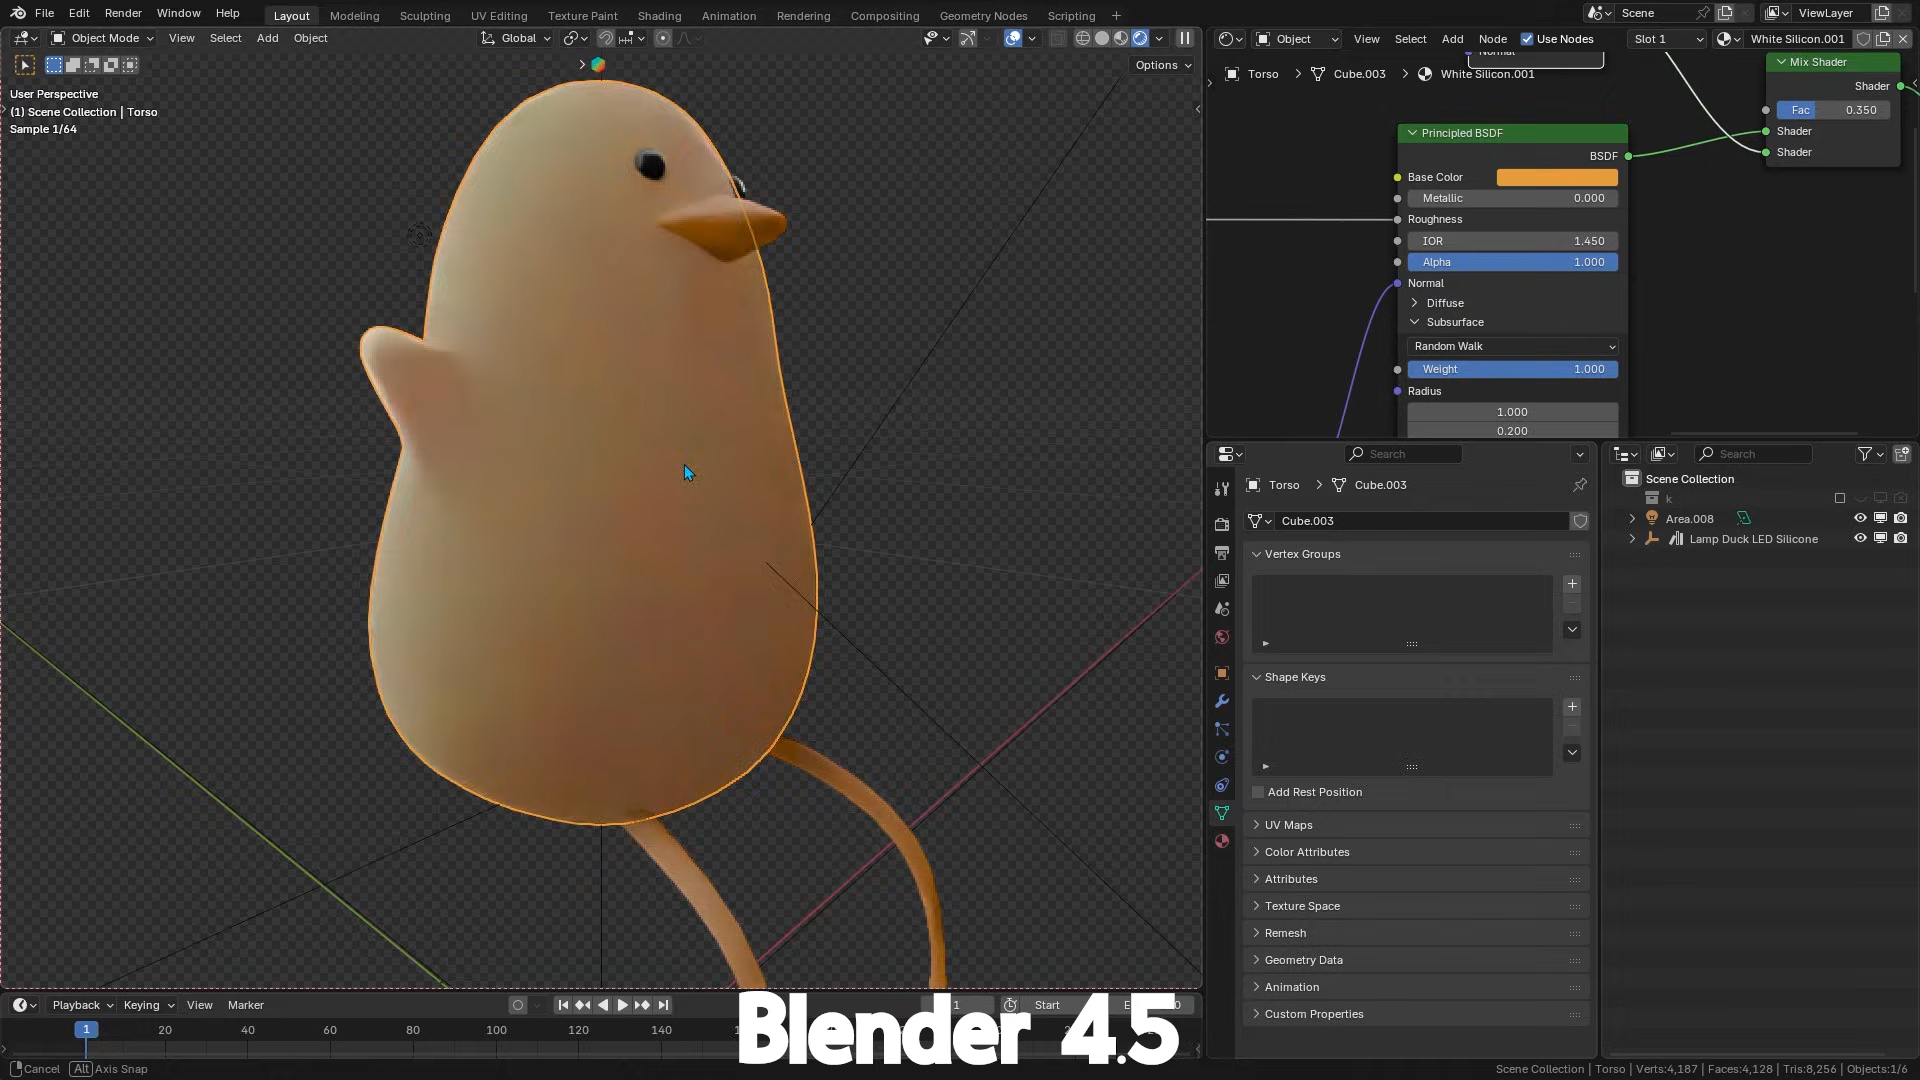 File Edit Render Window Help Layout Modeling Sculpting UV Editing Texture Paint Shading Animation Rendering Compositing Geometry Nodes Scripting + Scene ViewLayer
Object Mode View Select Add Object Global
Object View Select Add Node Use Nodes Slot 1 White Silicon.001
Options
User Perspective
(1) Scene Collection | Torso
Sample 1/64
Normal
Torso > Cube.003 > White Silicon.001
Mix Shader
Shader
Fac 0.350
Shader
Shader
Principled BSDF
BSDF
Base Color
Metallic 0.000
Roughness
IOR 1.450
Alpha 1.000
Normal
Diffuse
Subsurface
Random Walk
Weight 1.000
Radius
1.000
0.200
Search
Torso > Cube.003
Cube.003
Vertex Groups
Shape Keys
Add Rest Position
UV Maps
Color Attributes
Attributes
Texture Space
Remesh
Geometry Data
Animation
Custom Properties
Search
Scene Collection
k
Area.008
Lamp Duck LED Silicone
Playback Keying View Marker 1 Start
1 20 40 60 80 100 120 140
Blender 4.5
Cancel Alt Axis Snap
Scene Collection | Torso | Verts:4,187 | Faces:4,128 | Tris:8,256 | Objects:1/6